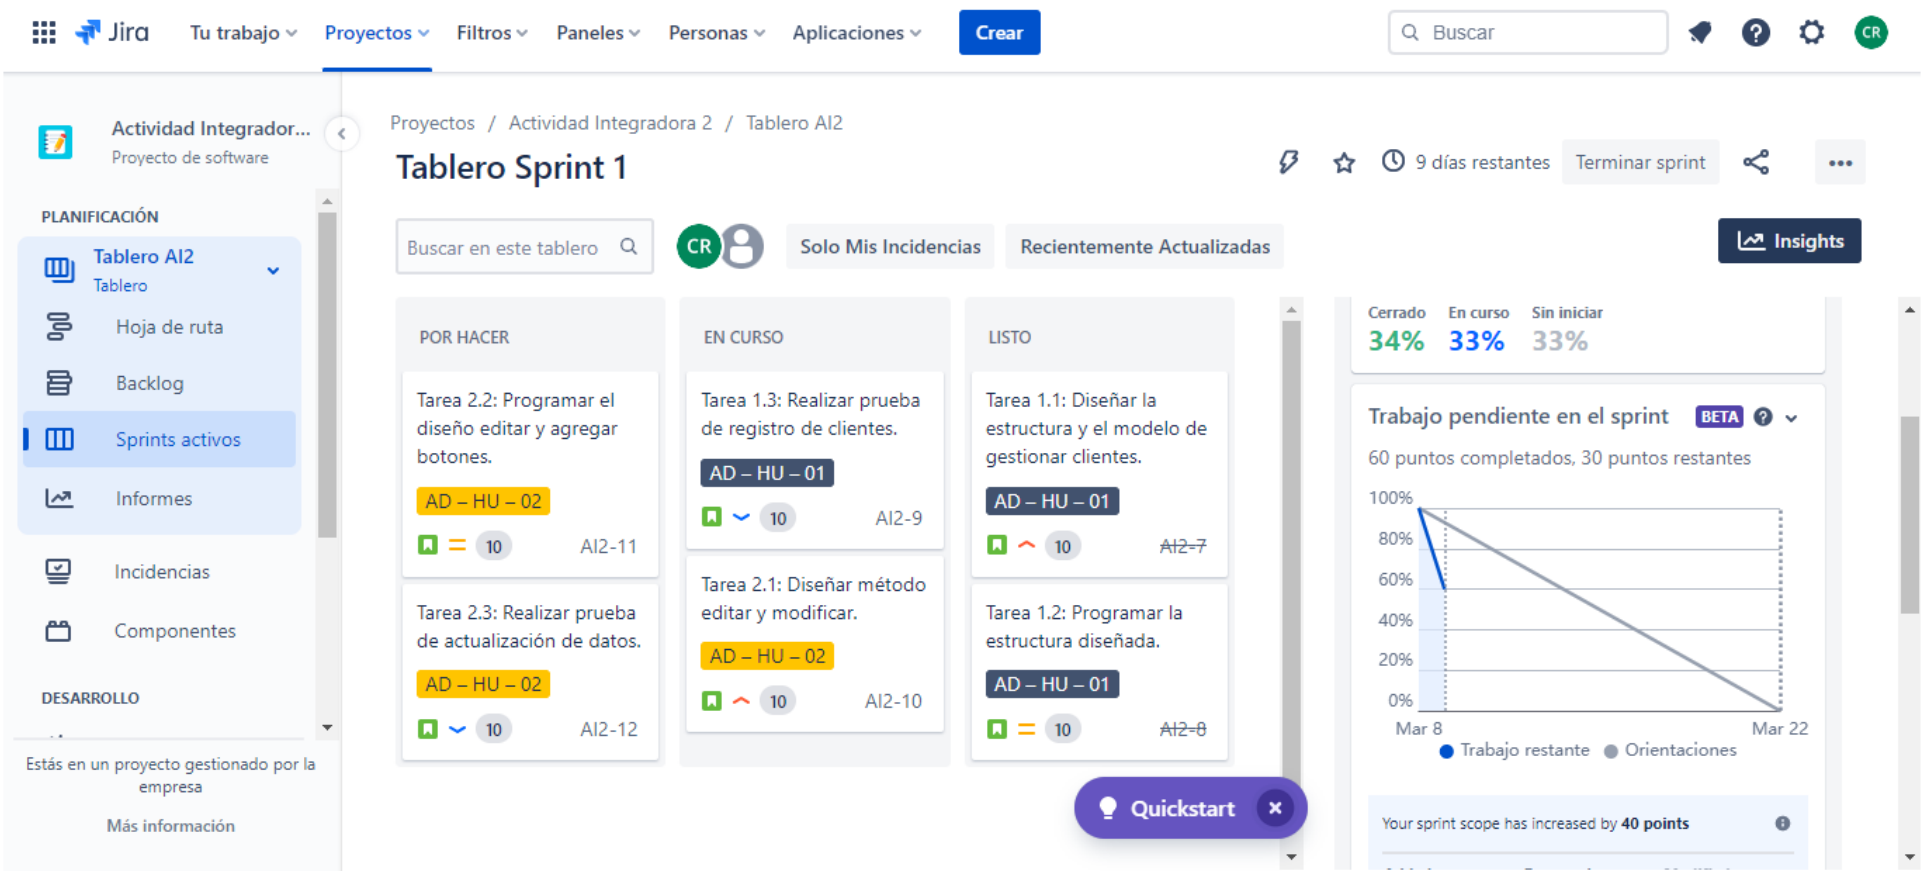 Jira
Tu trabajo
Proyectos
Filtros
Paneles
Personas
Aplicaciones
Crear
Buscar
CR
Actividad Integrador...
Proyecto de software
PLANIFICACIÓN
Tablero AI2
Tablero
Hoja de ruta
Backlog
Sprints activos
Informes
Incidencias
Componentes
DESARROLLO
Estás en un proyecto gestionado por la
empresa
Más información
Proyectos / Actividad Integradora 2 / Tablero AI2
Tablero Sprint 1
9 días restantes
Terminar sprint
Buscar en este tablero
CR
Solo Mis Incidencias
Recientemente Actualizadas
Insights
POR HACER
Tarea 2.2: Programar el
diseño editar y agregar
botones.
AD – HU – 02
10
AI2-11
Tarea 2.3: Realizar prueba
de actualización de datos.
AD – HU – 02
10
AI2-12
EN CURSO
Tarea 1.3: Realizar prueba
de registro de clientes.
AD – HU – 01
10
AI2-9
Tarea 2.1: Diseñar método
editar y modificar.
AD – HU – 02
10
AI2-10
LISTO
Tarea 1.1: Diseñar la
estructura y el modelo de
gestionar clientes.
AD – HU – 01
10
AI2-7
Tarea 1.2: Programar la
estructura diseñada.
AD – HU – 01
10
AI2-8
Quickstart
Cerrado En curso Sin iniciar
34% 33% 33%
Trabajo pendiente en el sprint BETA
60 puntos completados, 30 puntos restantes
100%
80%
60%
40%
20%
0%
Mar 8 Mar 22
Trabajo restante Orientaciones
Your sprint scope has increased by 40 points